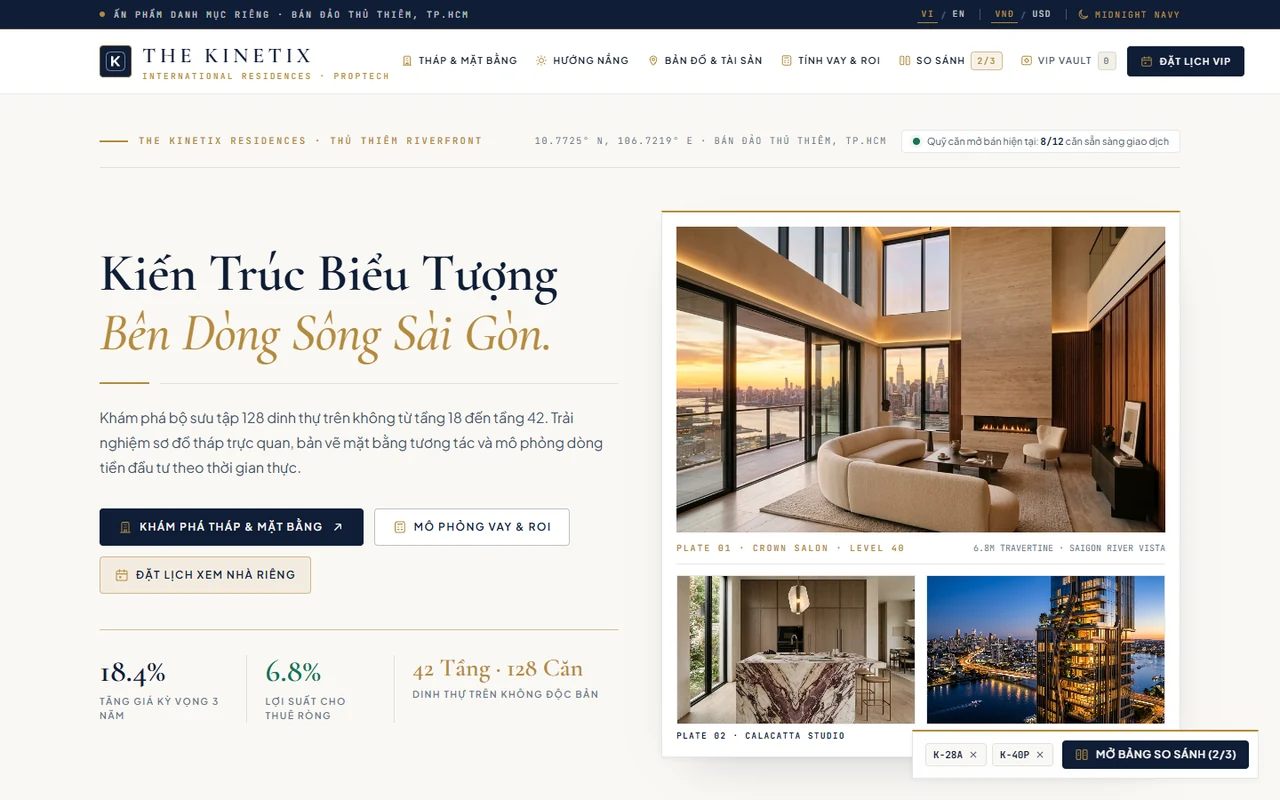 ẤN PHẨM DANH MỤC RIÊNG · BÁN ĐẢO THỦ THIÊM, TP.HCM
VI / EN VNĐ / USD MIDNIGHT NAVY
K THE KINETIX
INTERNATIONAL RESIDENCES · PROPTECH
THÁP & MẶT BẰNG HƯỚNG NẮNG BẢN ĐỒ & TÀI SẢN TÍNH VAY & ROI SO SÁNH 2/3 VIP VAULT 0 ĐẶT LỊCH VIP
THE KINETIX RESIDENCES · THỦ THIÊM RIVERFRONT
10.7725° N, 106.7219° E · BÁN ĐẢO THỦ THIÊM, TP.HCM
Quỹ căn mở bán hiện tại: 8/12 căn sẵn sàng giao dịch
Kiến Trúc Biểu Tượng
Bên Dòng Sông Sài Gòn.
Khám phá bộ sưu tập 128 dinh thự trên không từ tầng 18 đến tầng 42. Trải
nghiệm sơ đồ tháp trực quan, bản vẽ mặt bằng tương tác và mô phỏng dòng
tiền đầu tư theo thời gian thực.
KHÁM PHÁ THÁP & MẶT BẰNG ↗ MÔ PHỎNG VAY & ROI
ĐẶT LỊCH XEM NHÀ RIÊNG
18.4%
TĂNG GIÁ KỲ VỌNG 3
NĂM
6.8%
LỢI SUẤT CHO
THUÊ RÒNG
42 Tầng · 128 Căn
DINH THỰ TRÊN KHÔNG ĐỘC BẢN
PLATE 01 · CROWN SALON · LEVEL 40
6.8M TRAVERTINE · SAIGON RIVER VISTA
PLATE 02 · CALACATTA STUDIO
K-28A × K-40P × MỞ BẢNG SO SÁNH (2/3)